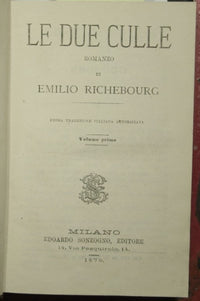 LE DUE CULLE
ROMANZO
DI
EMILIO RICHEBOURG
PRIMA TRADUZIONE ITALIANA AUTORIZZATA
Volume primo
MILANO
EDOARDO SONZOGNO, EDITORE
14, Via Pasquirolo, 14.